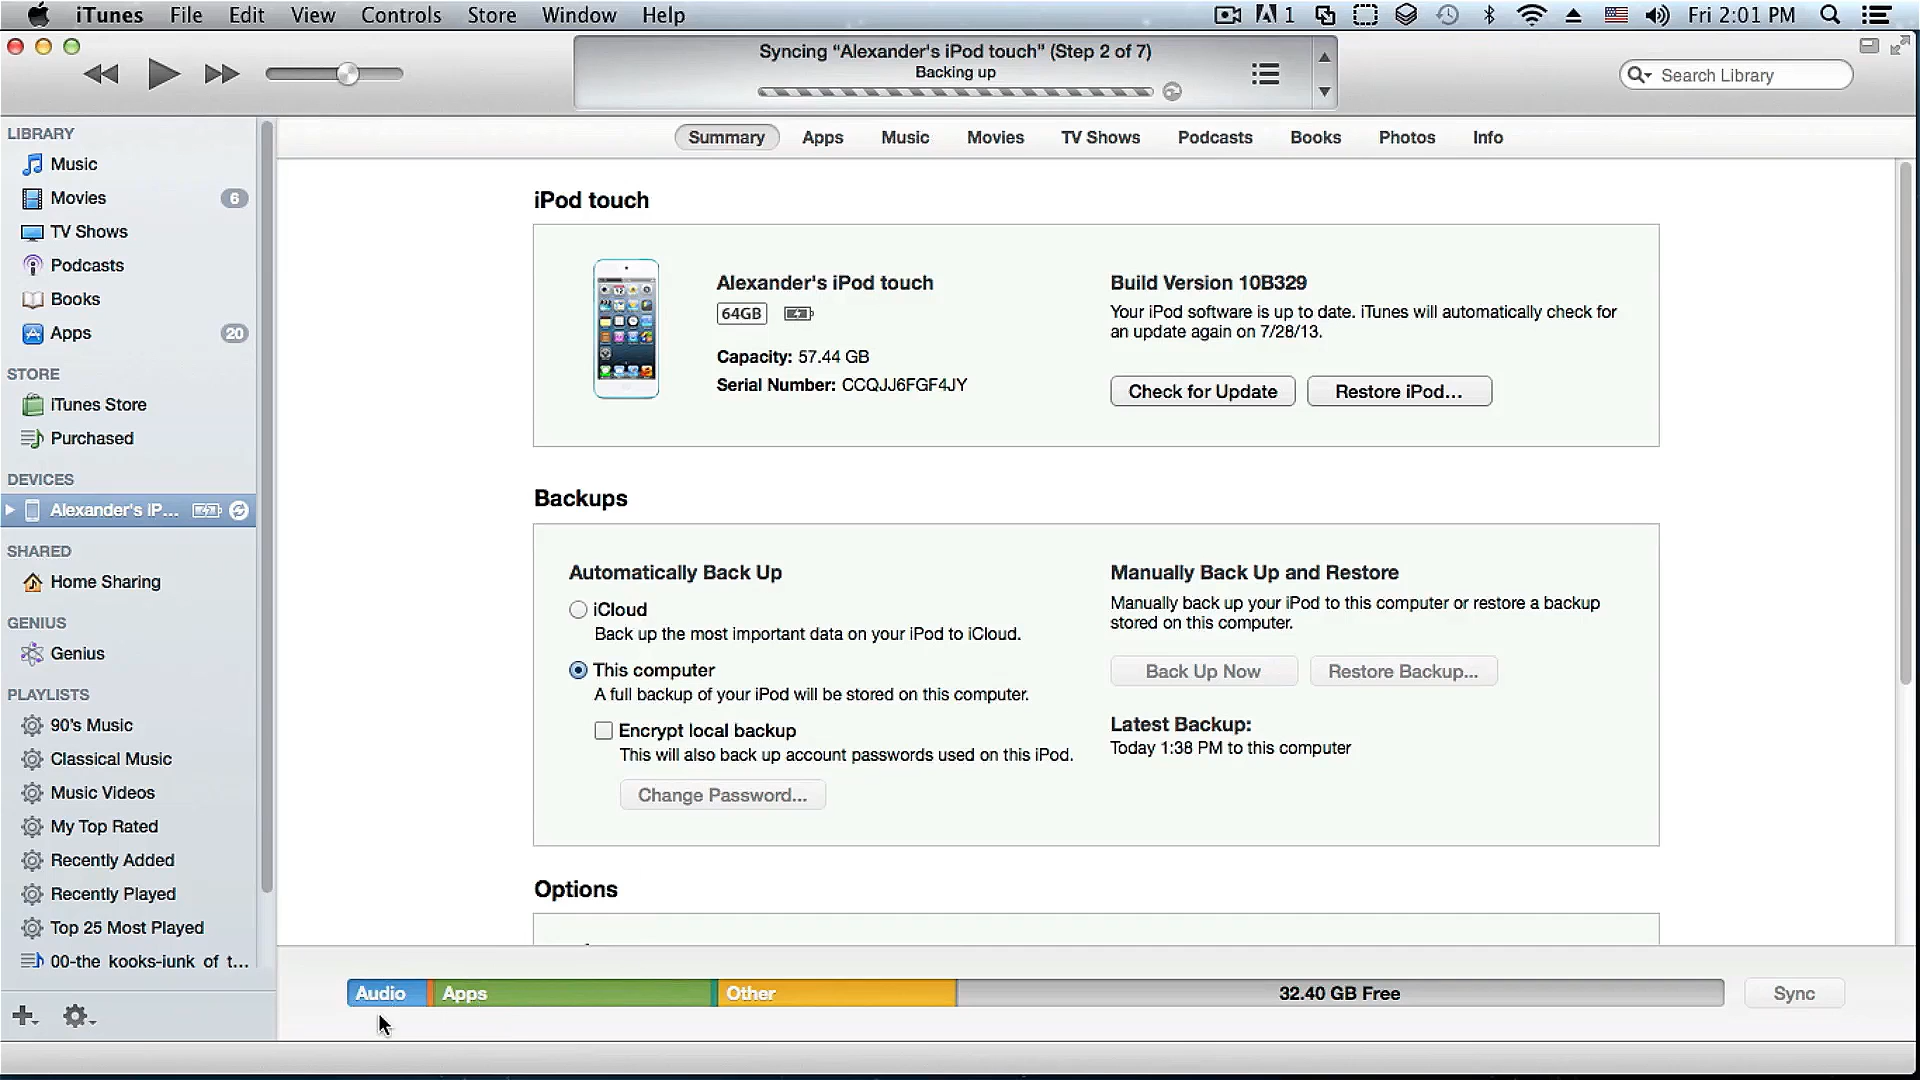 iTunes File Edit View Controls Store Window Help
1 Fri 2:01 PM
Syncing “Alexander's iPod touch” (Step 2 of 7)
Backing up
Search Library
Summary Apps Music Movies TV Shows Podcasts Books Photos Info
LIBRARY
Music
Movies 6
TV Shows
Podcasts
Books
Apps 20
STORE
iTunes Store
Purchased
DEVICES
Alexander's iP...
SHARED
Home Sharing
GENIUS
Genius
PLAYLISTS
90's Music
Classical Music
Music Videos
My Top Rated
Recently Added
Recently Played
Top 25 Most Played
00-the kooks-junk of t...
iPod touch
Alexander's iPod touch
64GB
Capacity: 57.44 GB
Serial Number: CCQJJ6FGF4JY
Build Version 10B329
Your iPod software is up to date. iTunes will automatically check for
an update again on 7/28/13.
Check for Update Restore iPod...
Backups
Automatically Back Up
iCloud
Back up the most important data on your iPod to iCloud.
This computer
A full backup of your iPod will be stored on this computer.
Encrypt local backup
This will also back up account passwords used on this iPod.
Change Password...
Manually Back Up and Restore
Manually back up your iPod to this computer or restore a backup
stored on this computer.
Back Up Now Restore Backup...
Latest Backup:
Today 1:38 PM to this computer
Options
Audio Apps Other 32.40 GB Free Sync